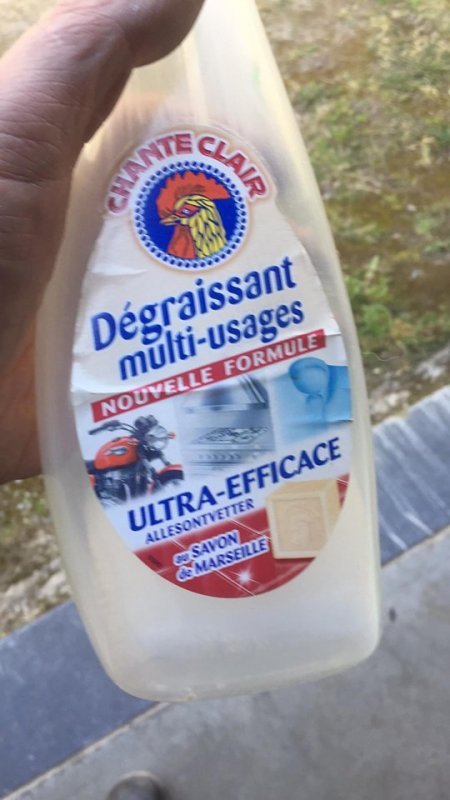 CHANTE CLAIR
Dégraissant
multi-usages
NOUVELLE FORMULE
ULTRA-EFFICACE
ALLESONTVETTER
au SAVON
de MARSEILLE